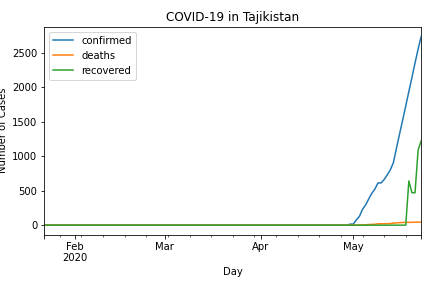 COVID-19 in Tajikistan
confirmed
deaths
recovered
Number of Cases
2500
2000
1500
1000
500
0
Feb
2020
Mar
Apr
May
Day